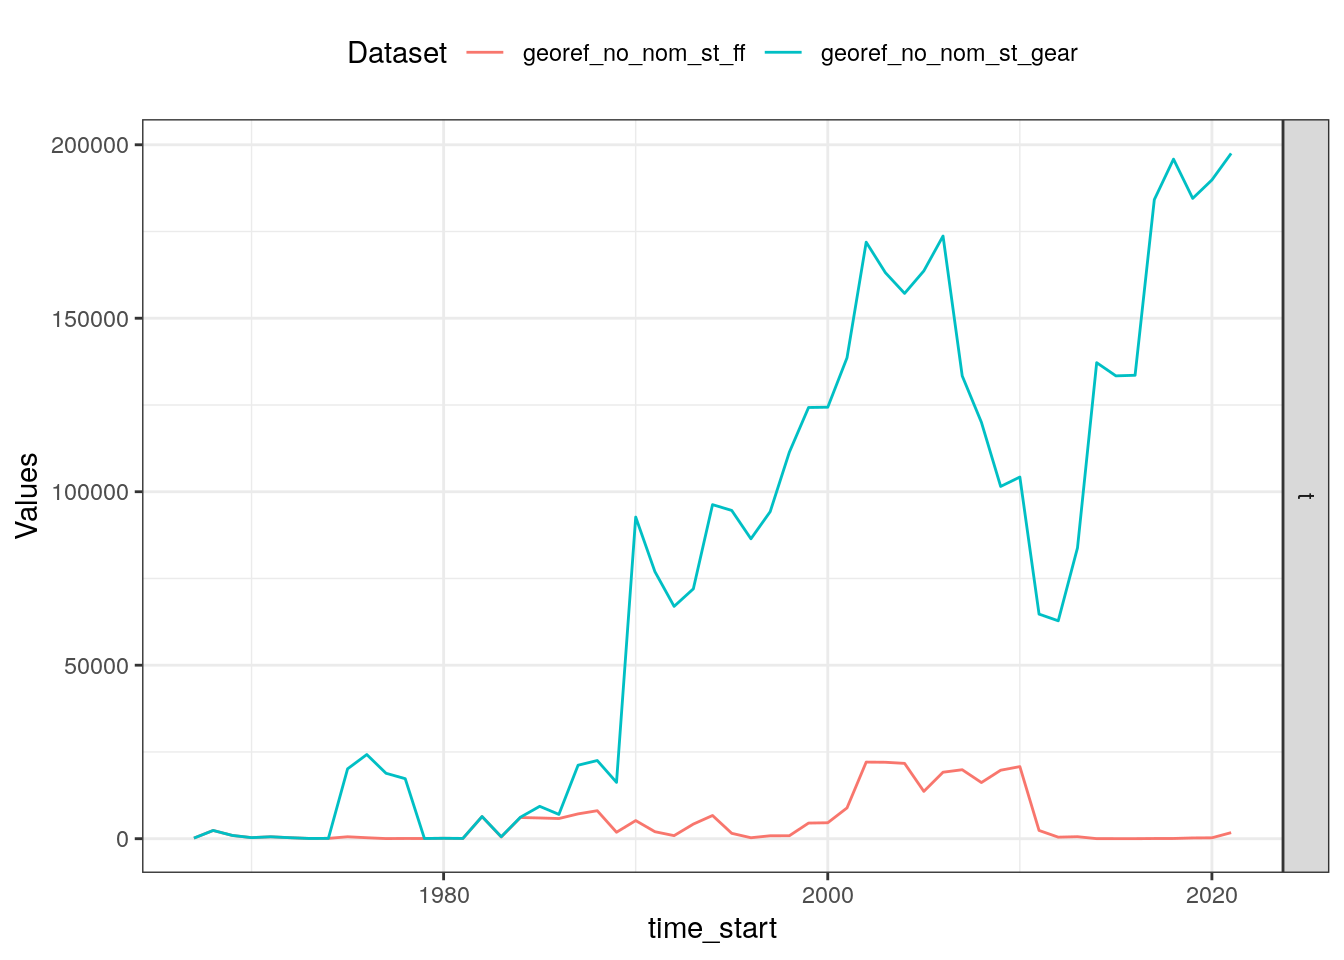 Dataset georef_no_nom_st_ff georef_no_nom_st_gear
200000
150000
100000
50000
0
Values
t
1980 2000 2020
time_start